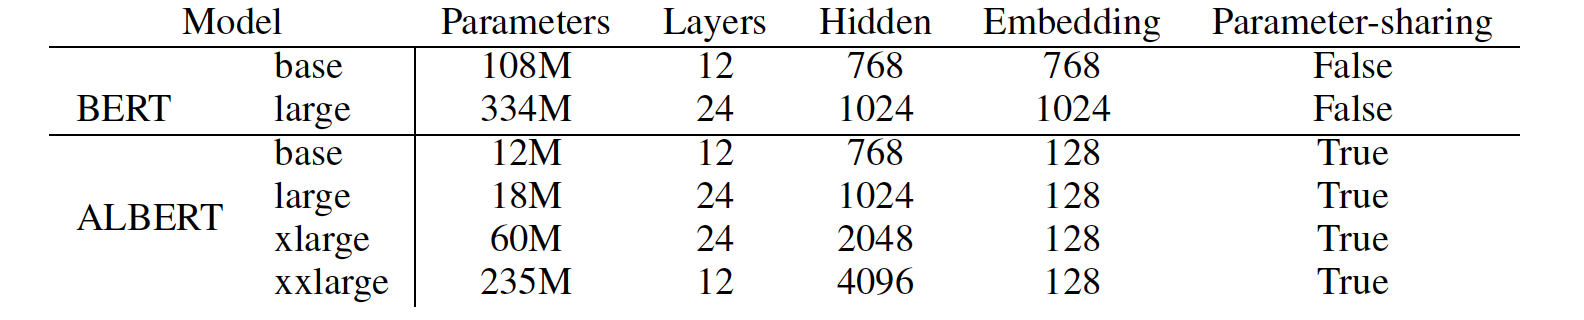 Model Parameters Layers Hidden Embedding Parameter-sharing
base 108M 12 768 768 False
BERT large 334M 24 1024 1024 False
base 12M 12 768 128 True
large 18M 24 1024 128 True
ALBERT
xlarge 60M 24 2048 128 True
xxlarge 235M 12 4096 128 True